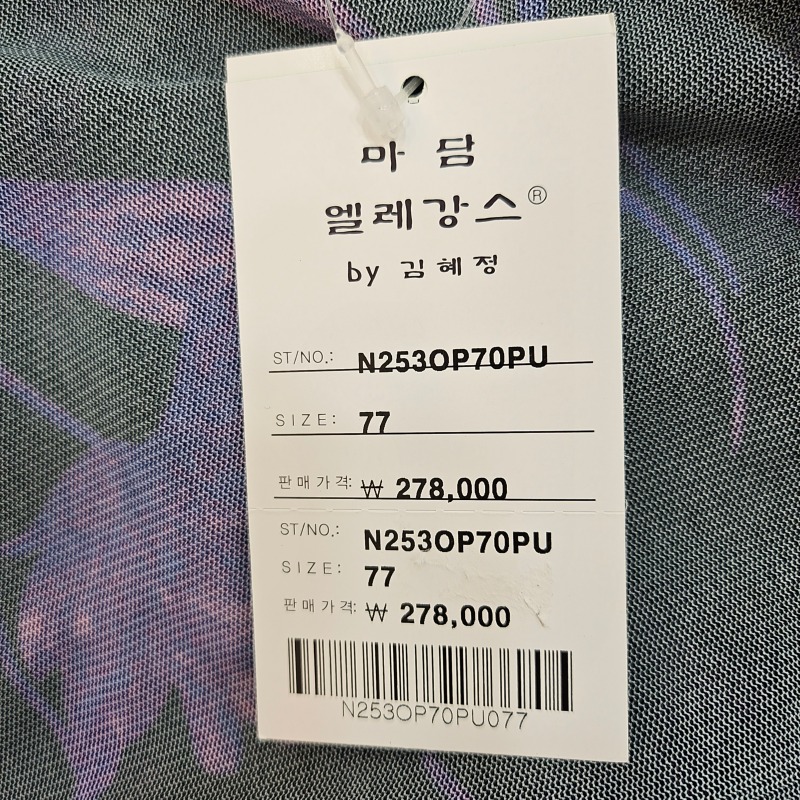 마 담
엘레강스®
by 김혜정
ST/NO.: N253OP70PU
SIZE: 77
판매가격: ₩ 278,000
ST/NO.: N253OP70PU
SIZE: 77
판매가격: ₩ 278,000
N253OP70PU077